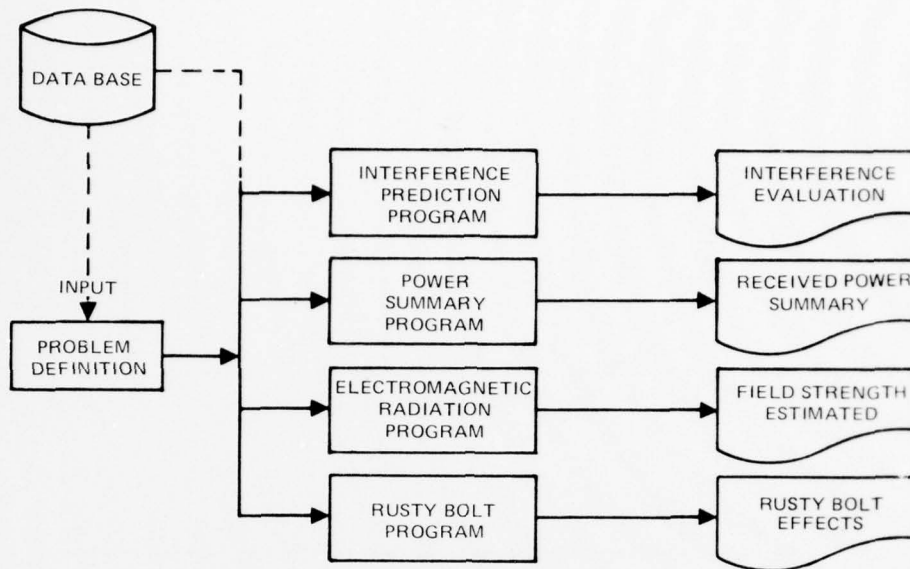 DATA BASE
INPUT
PROBLEM
DEFINITION
INTERFERENCE
PREDICTION
PROGRAM
INTERFERENCE
EVALUATION
POWER
SUMMARY
PROGRAM
RECEIVED POWER
SUMMARY
ELECTROMAGNETIC
RADIATION
PROGRAM
FIELD STRENGTH
ESTIMATED
RUSTY BOLT
PROGRAM
RUSTY BOLT
EFFECTS